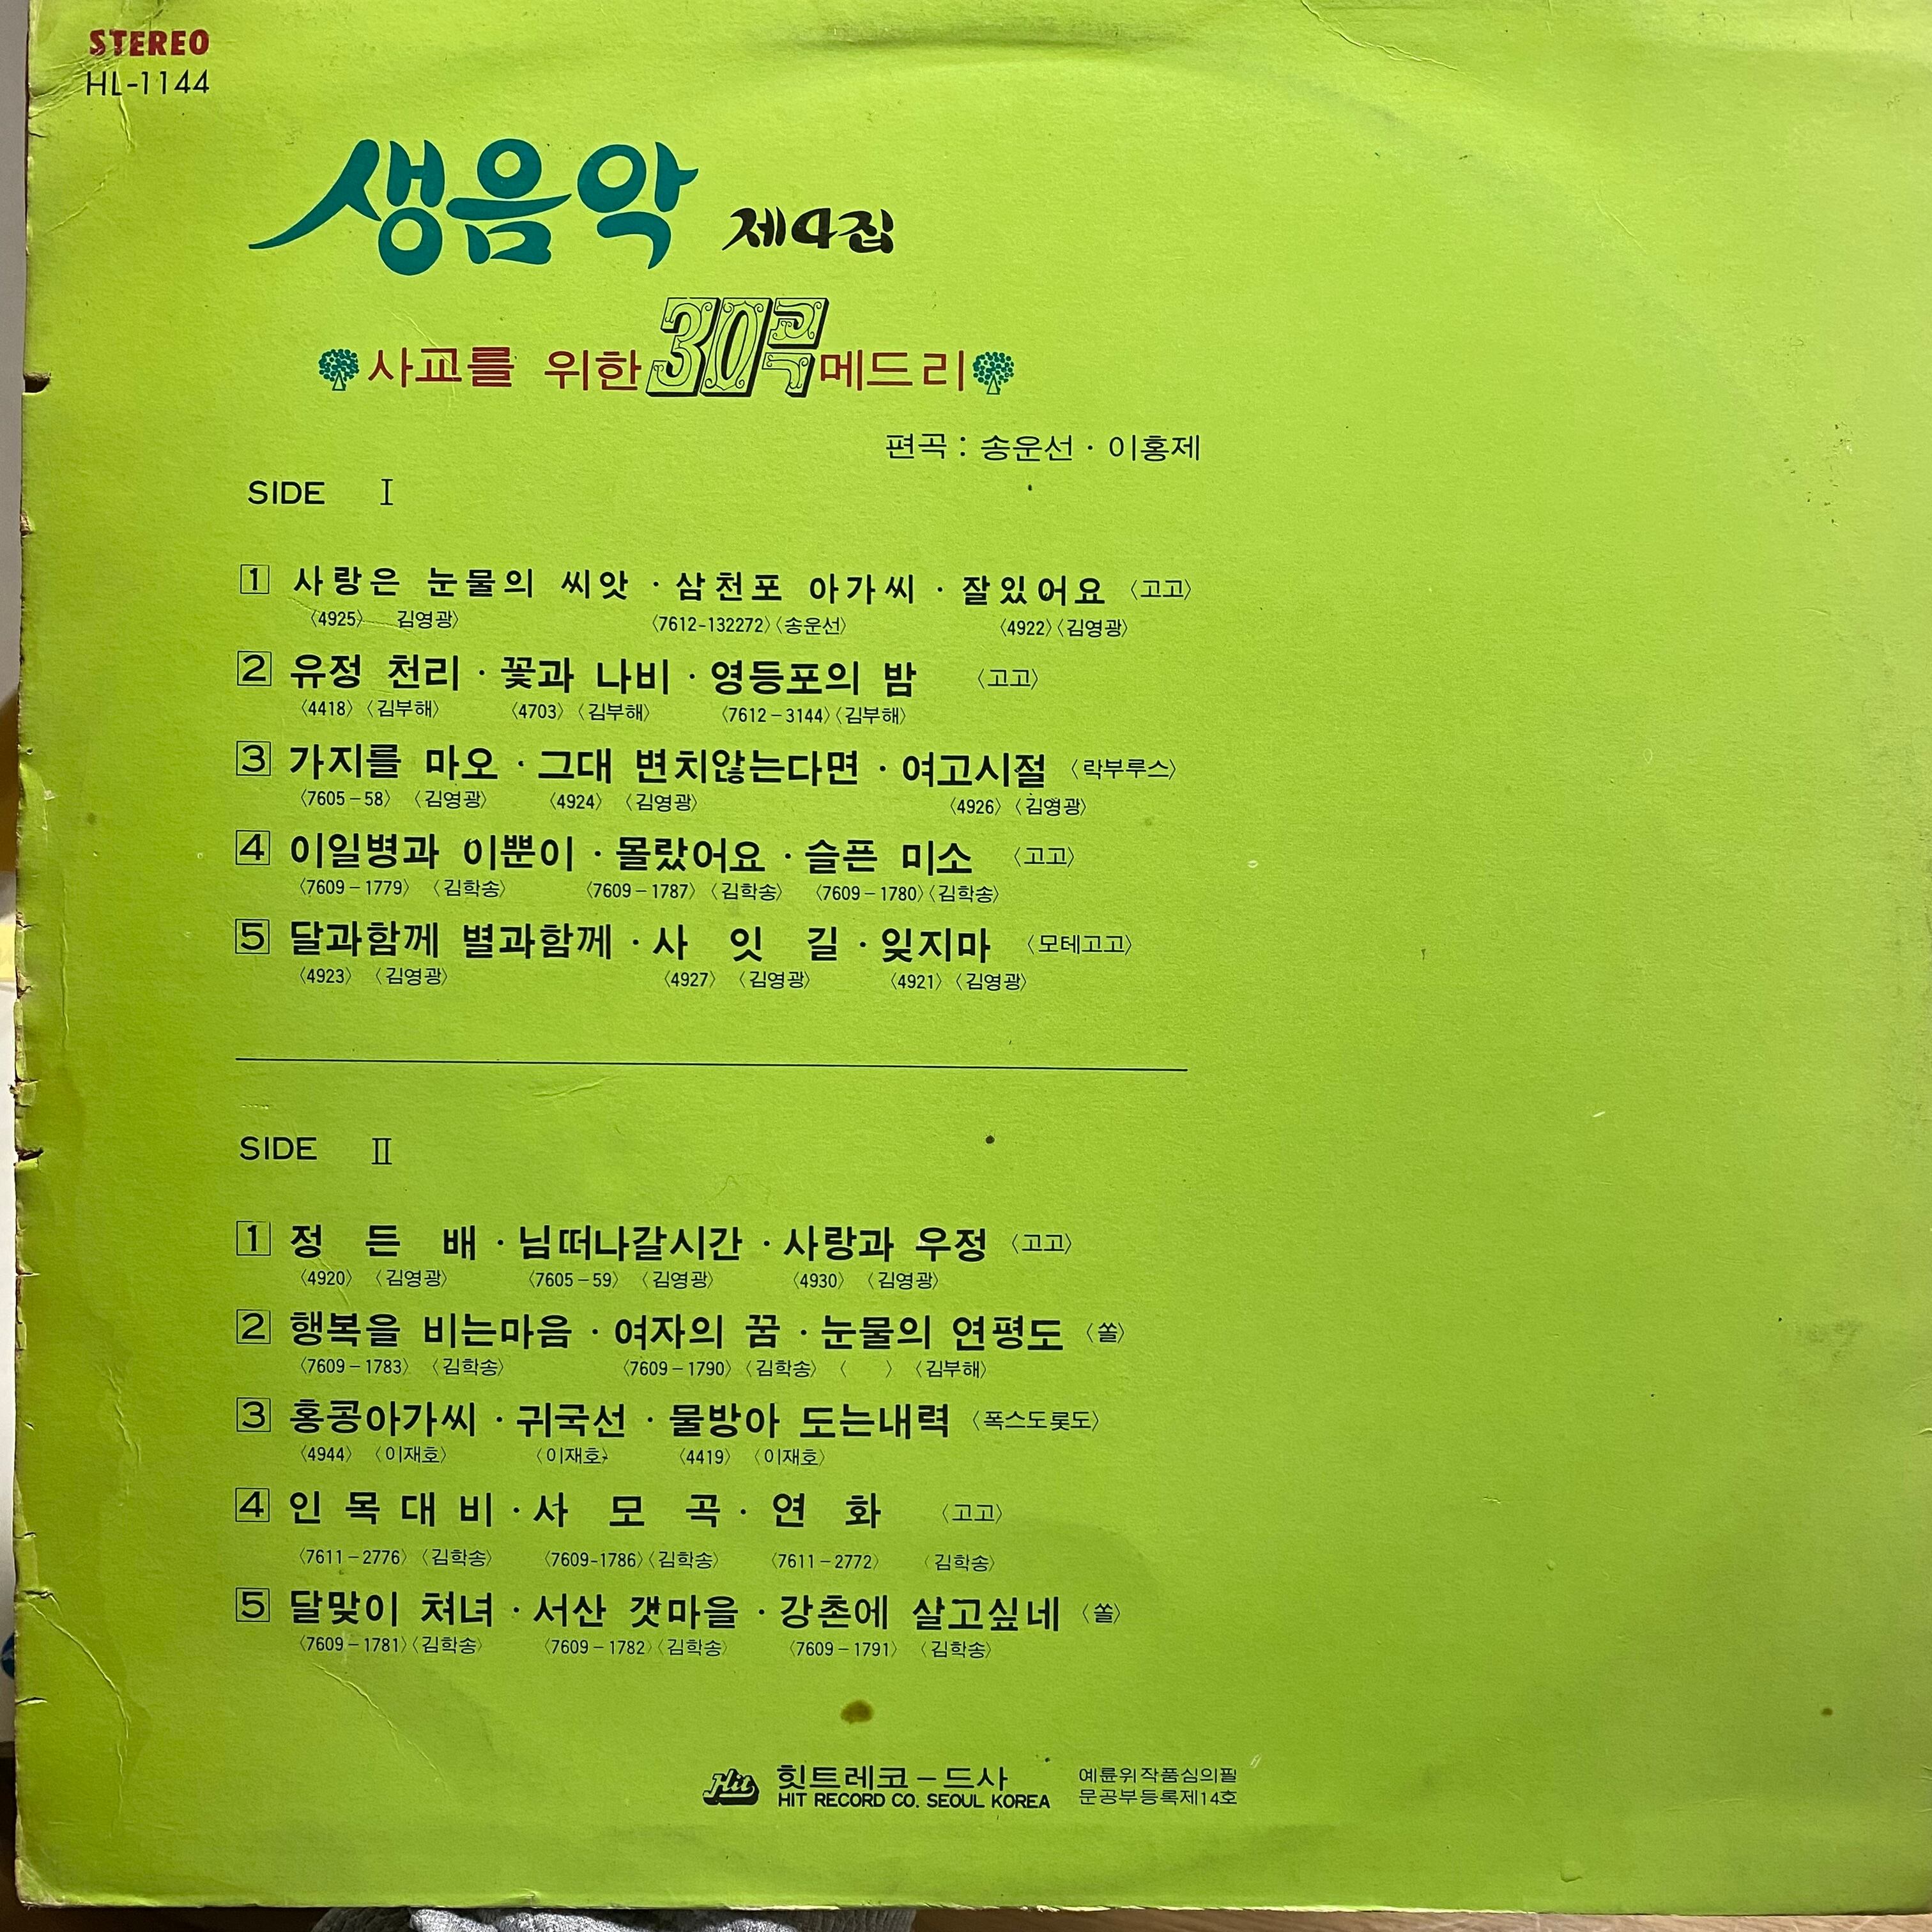 STEREO
HL-1144
생음악 제4집
사교를 위한 30곡 메드리
편곡 : 송운선 · 이홍제
SIDE I
1 사랑은 눈물의 씨앗 · 삼천포 아가씨 · 잘있어요 〈고고〉
〈4925〉 김영광〉 〈7612-132272〉〈송운선〉 〈4922〉〈김영광〉
2 유정 천리 · 꽃과 나비 · 영등포의 밤 〈고고〉
〈4418〉〈김부해〉 〈4703〉〈김부해〉 〈7612-3144〉〈김부해〉
3 가지를 마오 · 그대 변치않는다면 · 여고시절 〈락부루스〉
〈7605-58〉 〈김영광〉 〈4924〉 〈김영광〉 〈4926〉〈김영광〉
4 이일병과 이뿐이 · 몰랐어요 · 슬픈 미소 〈고고〉
〈7609-1779〉 〈김학송〉 〈7609-1787〉〈김학송〉 〈7609-1780〉〈김학송〉
5 달과함께 별과함께 · 사 잇 길 · 잊지마 〈모테고고〉
〈4923〉 〈김영광〉 〈4927〉 〈김영광〉 〈4921〉〈김영광〉
SIDE II
1 정 든 배 · 님떠나갈시간 · 사랑과 우정 〈고고〉
〈4920〉 〈김영광〉 〈7605-59〉 〈김영광〉 〈4930〉 〈김영광〉
2 행복을 비는마음 · 여자의 꿈 · 눈물의 연평도 〈쏠〉
〈7609-1783〉 〈김학송〉 〈7609-1790〉〈김학송〉 〈 〉 〈김부해〉
3 홍콩아가씨 · 귀국선 · 물방아 도는내력 〈폭스도롯도〉
〈4944〉 〈이재호〉 〈이재호〉 〈4419〉 〈이재호〉
4 인 목 대 비 · 사 모 곡 · 연 화 〈고고〉
〈7611-2776〉〈김학송〉 〈7609-1786〉〈김학송〉 〈7611-2772〉 〈김학송〉
5 달맞이 쳐녀 · 서산 갯마을 · 강촌에 살고싶네 〈쏠〉
〈7609-1781〉〈김학송〉 〈7609-1782〉〈김학송〉 〈7609-1791〉 〈김학송〉
Hit 힛트레코-드사 예륜위작품심의필
HIT RECORD CO. SEOUL KOREA 문공부등록제14호